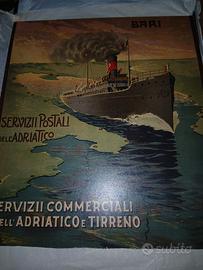 BARI
SERVIZII POSTALI
DELL'ADRIATICO
SERVIZII COMMERCIALI
DELL'ADRIATICO E TIRRENO
subito